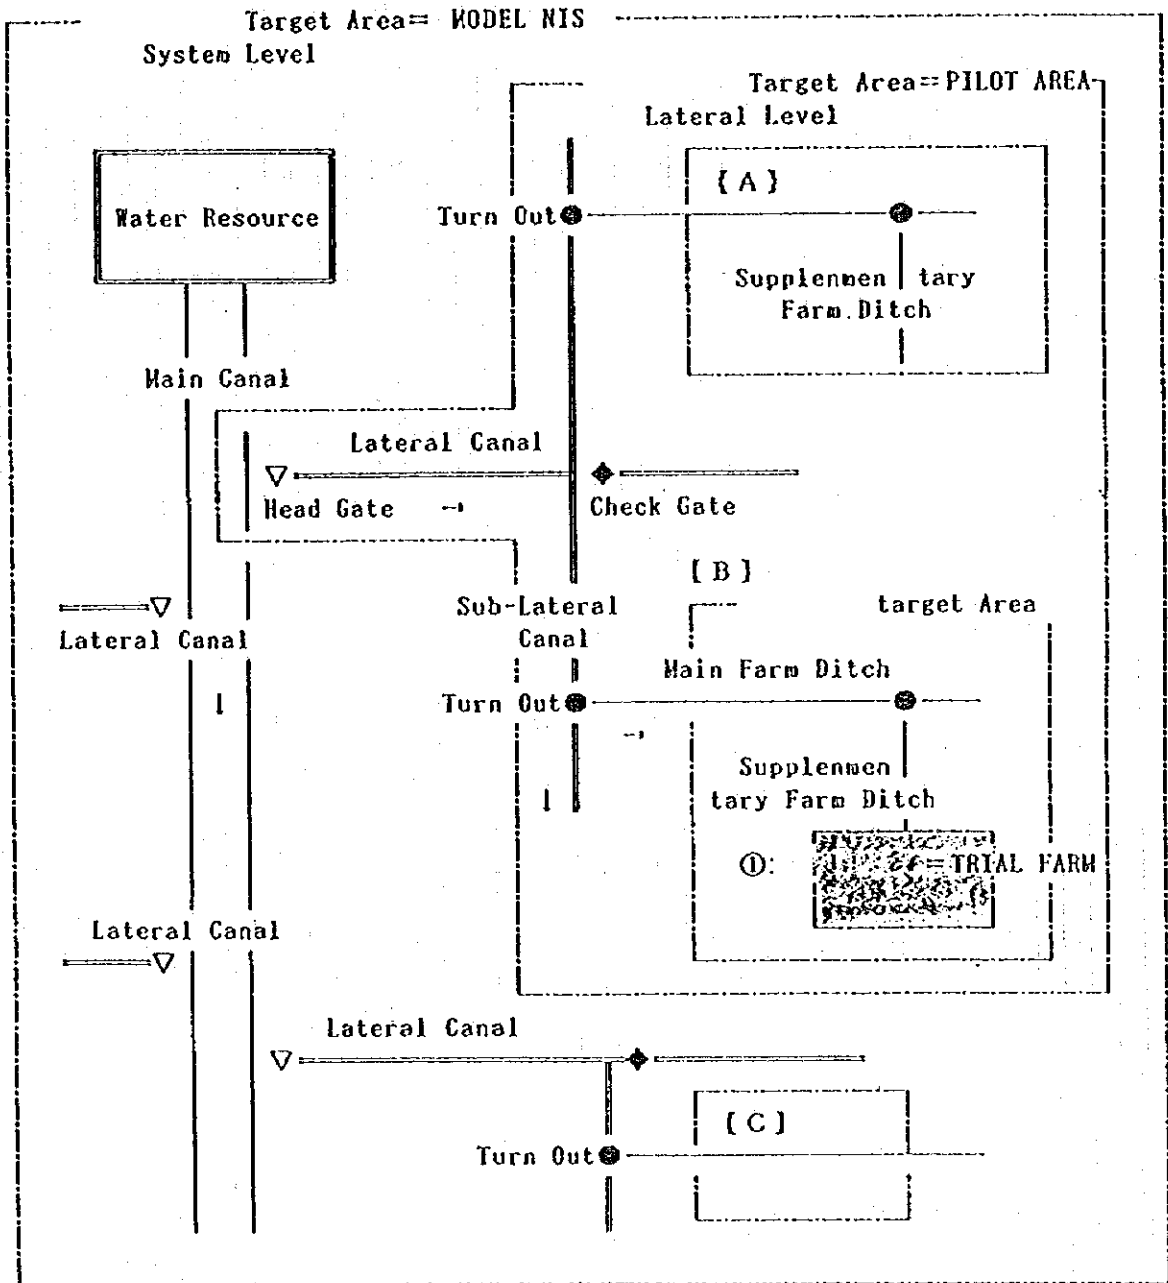 Target Area= MODEL NIS
System Level
Target Area=PILOT AREA
Lateral Level
[A]
Water Resource
Turn Out
Supplenmen tary
Farm.Ditch
Main Canal
Lateral Canal
Head Gate
Check Gate
[B]
Sub-Lateral
Canal
target Area
Lateral Canal
Main Farm Ditch
Turn Out
Supplenmen
tary Farm Ditch
①:
= TRIAL FARM
Lateral Canal
Lateral Canal
[C]
Turn Out